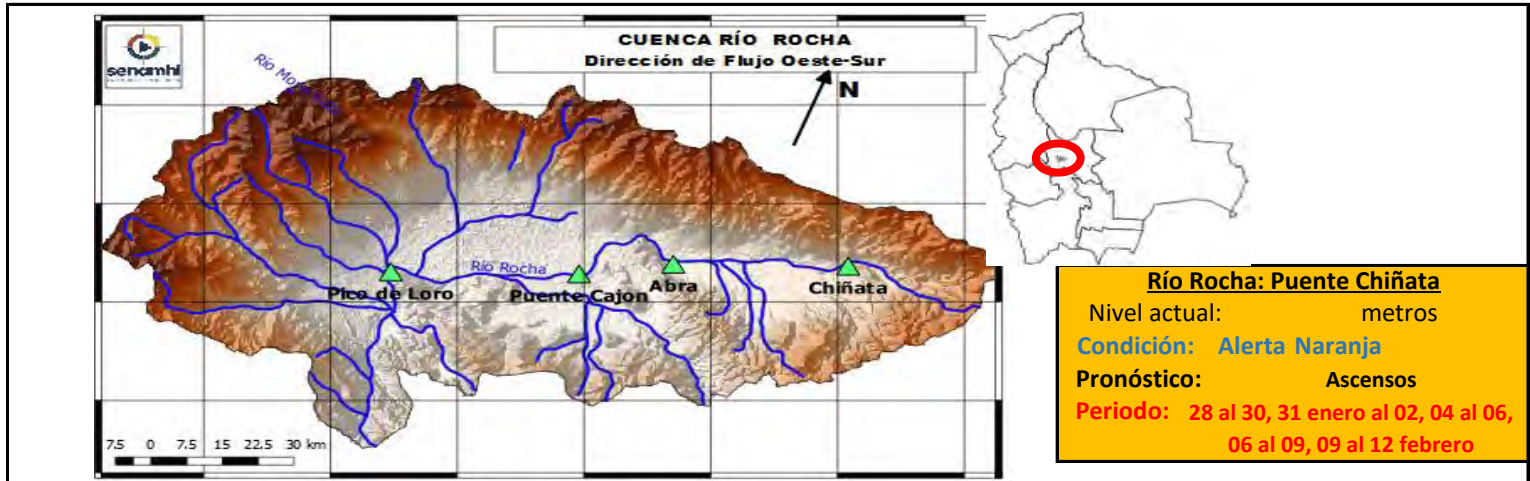 senamhi
CUENCA RÍO ROCHA
Dirección de Flujo Oeste-Sur
N
Río Rocha
Pico de Loro
Puente Cajon
Abra
Chiñata
7.5 0 7.5 15 22.5 30 km
Río Rocha: Puente Chiñata
Nivel actual: metros
Condición: Alerta Naranja
Pronóstico: Ascensos
Periodo: 28 al 30, 31 enero al 02, 04 al 06,
06 al 09, 09 al 12 febrero